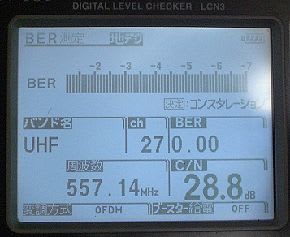 DIGITAL LEVEL CHECKER LCN3
BER測定 地デジ
-2 -3 -4 -5 -6 -7
BER
決定:コンスタレーション
バンド名 ch BER
UHF 27 0.00
周波数 C/N
557.14MHz 28.8dB
変調方式 OFDM ブースター給電 OFF